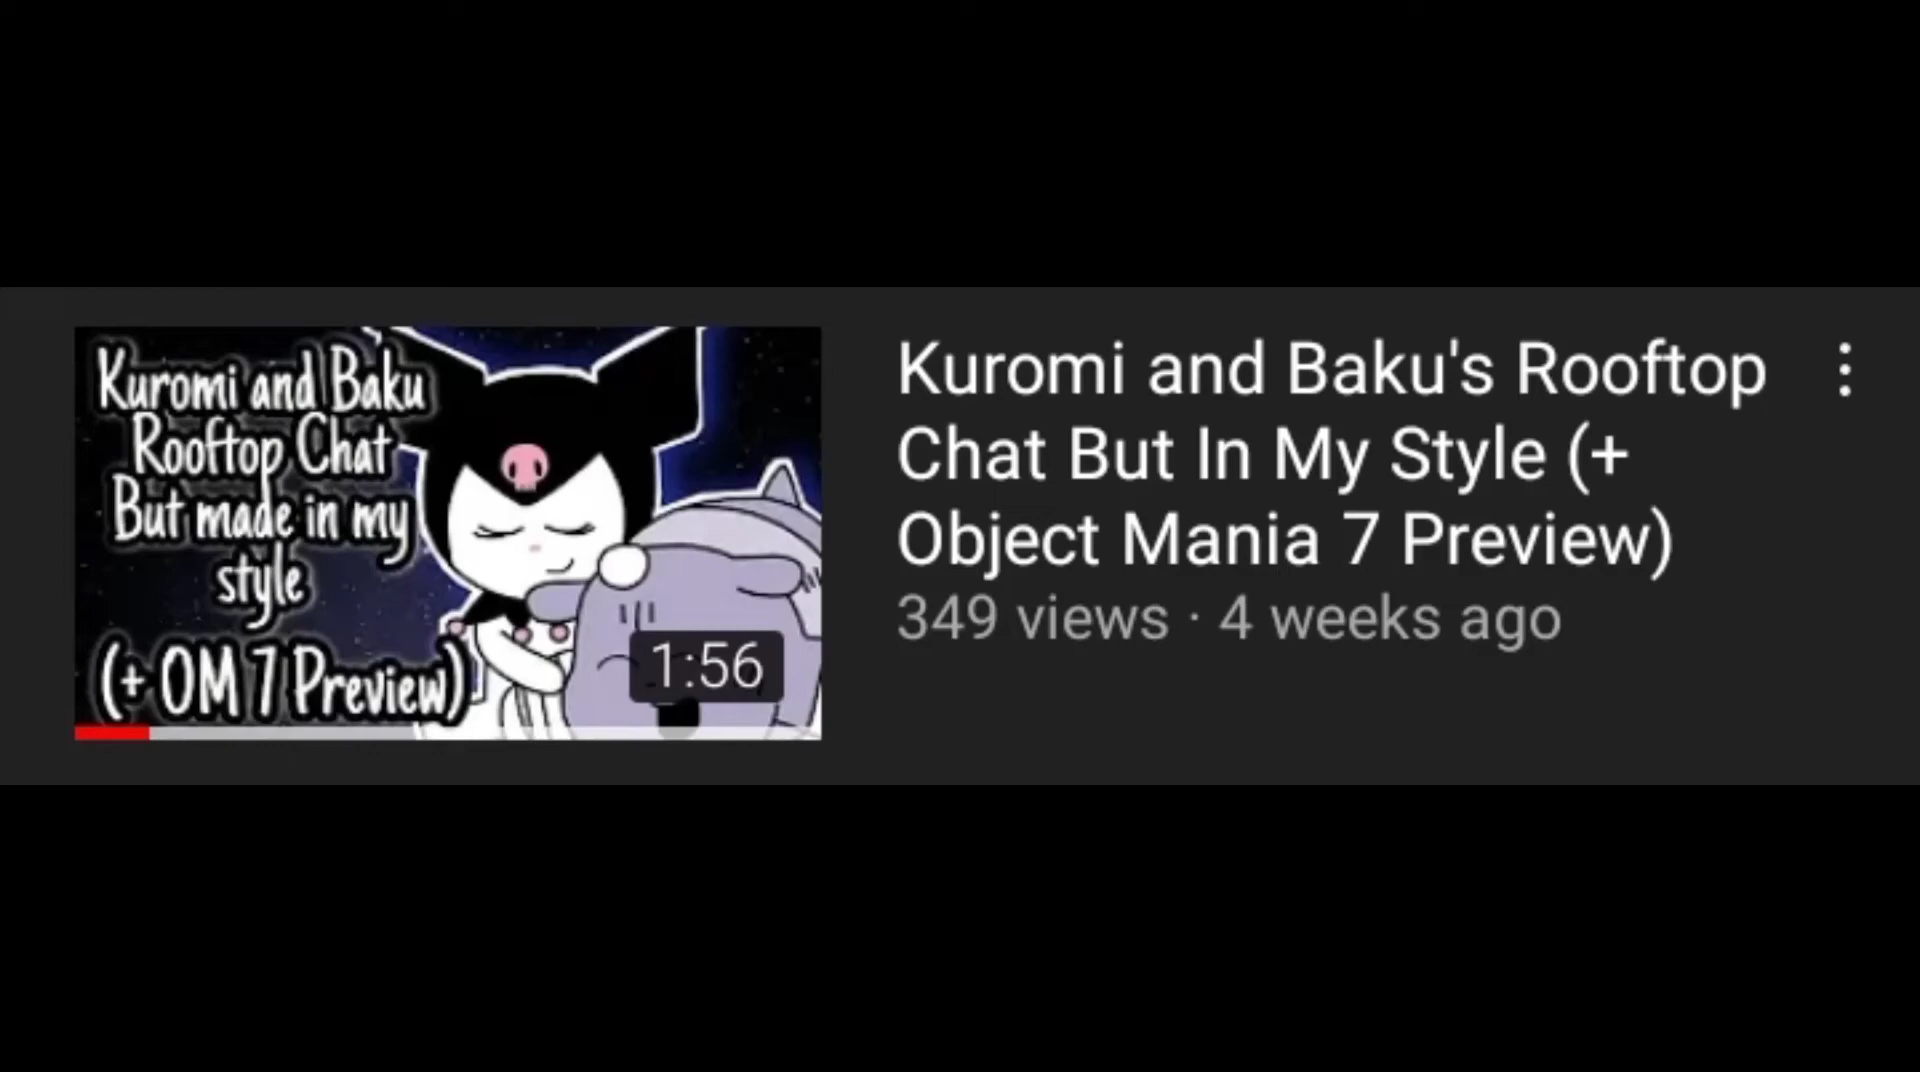 Kuromi and Baku
Rooftop Chat
But made in my
style
(+ OM 7 Preview)
1:56
Kuromi and Baku's Rooftop
Chat But In My Style (+
Object Mania 7 Preview)
349 views · 4 weeks ago